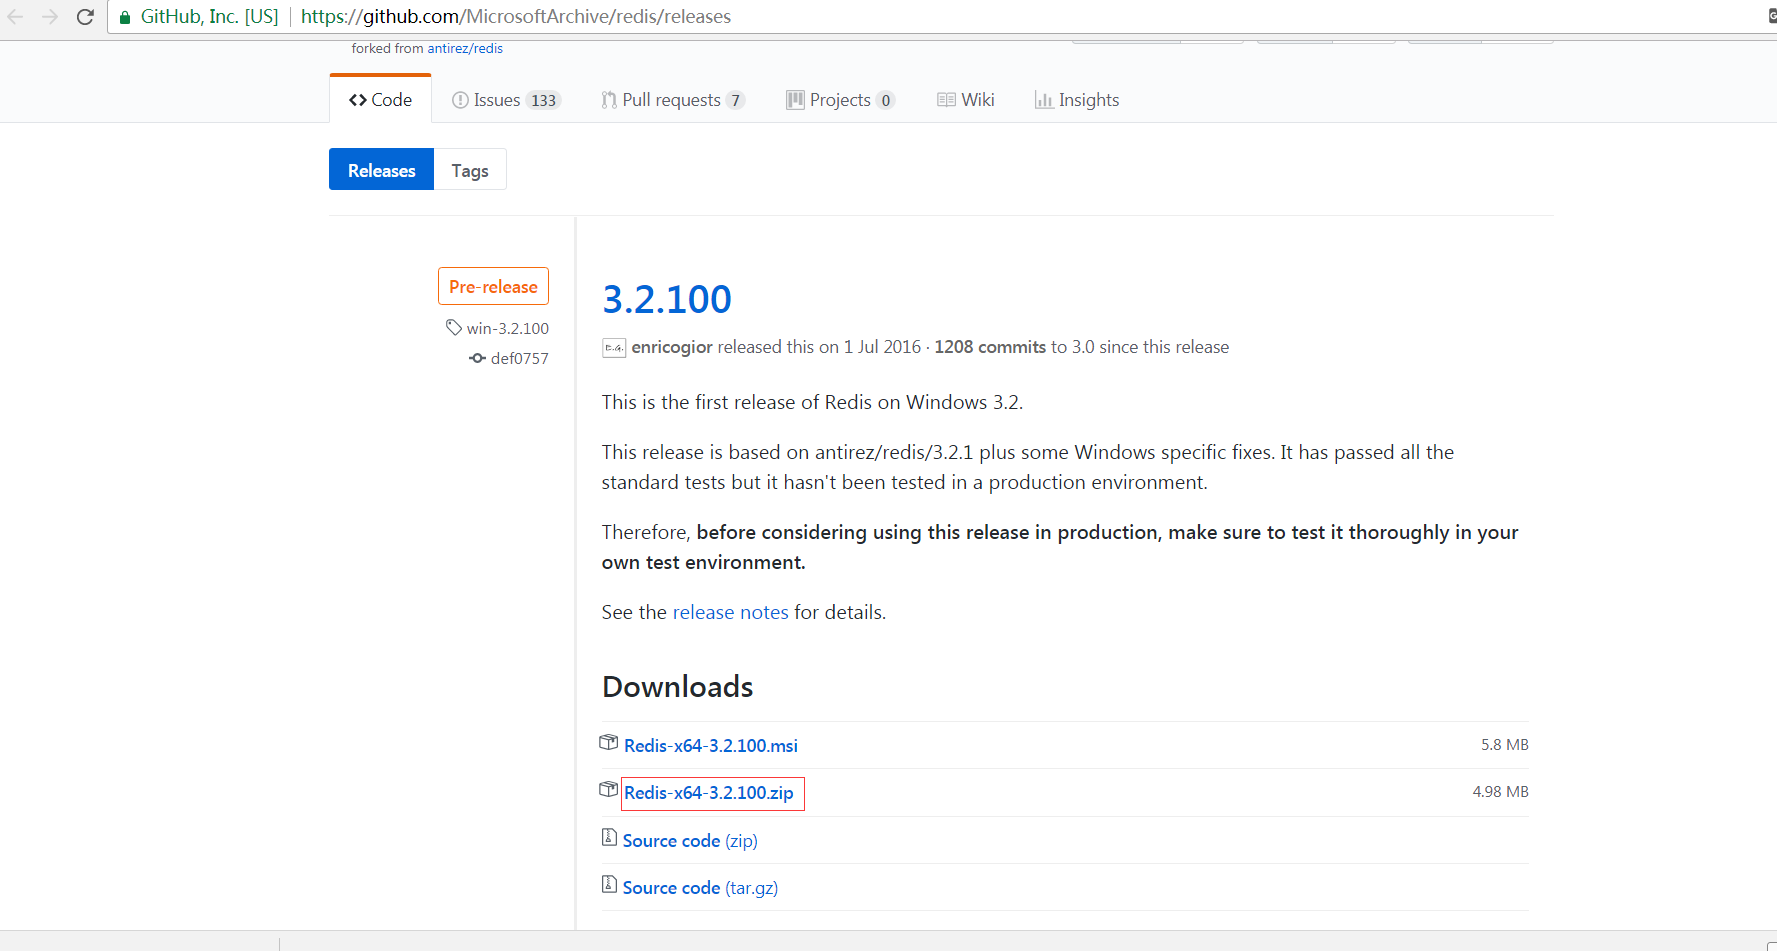 GitHub, Inc. [US] https://github.com/MicrosoftArchive/redis/releases
forked from antirez/redis
Code Issues 133 Pull requests 7 Projects 0 Wiki Insights
Releases Tags
Pre-release
win-3.2.100
def0757
3.2.100
enricogior released this on 1 Jul 2016 · 1208 commits to 3.0 since this release
This is the first release of Redis on Windows 3.2.
This release is based on antirez/redis/3.2.1 plus some Windows specific fixes. It has passed all the
standard tests but it hasn't been tested in a production environment.
Therefore, before considering using this release in production, make sure to test it thoroughly in your
own test environment.
See the release notes for details.
Downloads
Redis-x64-3.2.100.msi 5.8 MB
Redis-x64-3.2.100.zip 4.98 MB
Source code (zip)
Source code (tar.gz)